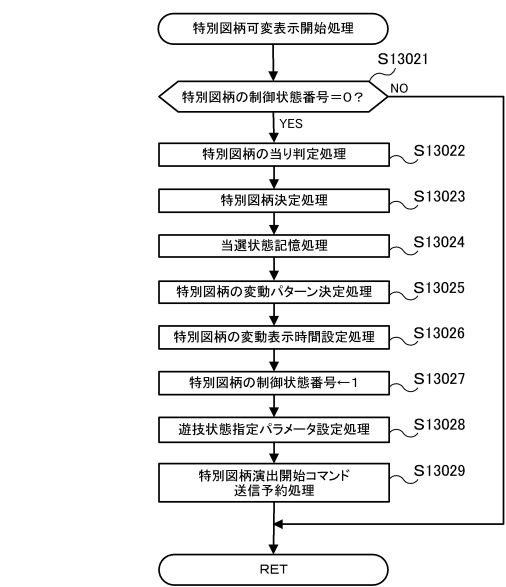 特別図柄可変表示開始処理
S13021
特別図柄の制御状態番号＝0？
NO
YES
特別図柄の当り判定処理
S13022
特別図柄決定処理
S13023
当選状態記憶処理
S13024
特別図柄の変動パターン決定処理
S13025
特別図柄の変動表示時間設定処理
S13026
特別図柄の制御状態番号←1
S13027
遊技状態指定パラメータ設定処理
S13028
特別図柄演出開始コマンド
送信予約処理
S13029
RET